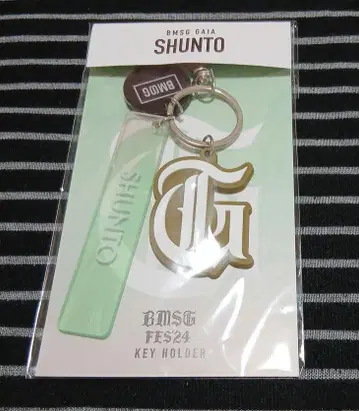 BMSG GAIA
SHUNTO
BMSG
SHUNTO
G
BMSG
FES'24
KEY HOLDER